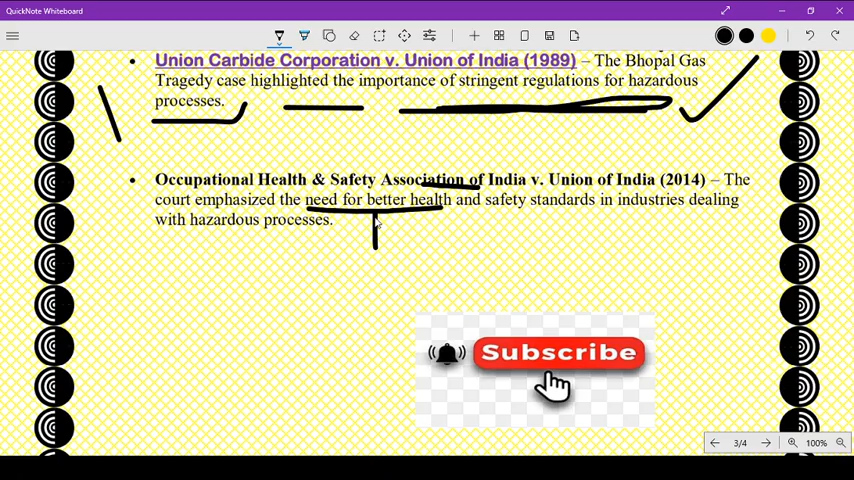 QuickNote Whiteboard
Union Carbide Corporation v. Union of India (1989) – The Bhopal Gas
Tragedy case highlighted the importance of stringent regulations for hazardous
processes.
Occupational Health & Safety Association of India v. Union of India (2014) – The
court emphasized the need for better health and safety standards in industries dealing
with hazardous processes.
Subscribe
3/4
100%